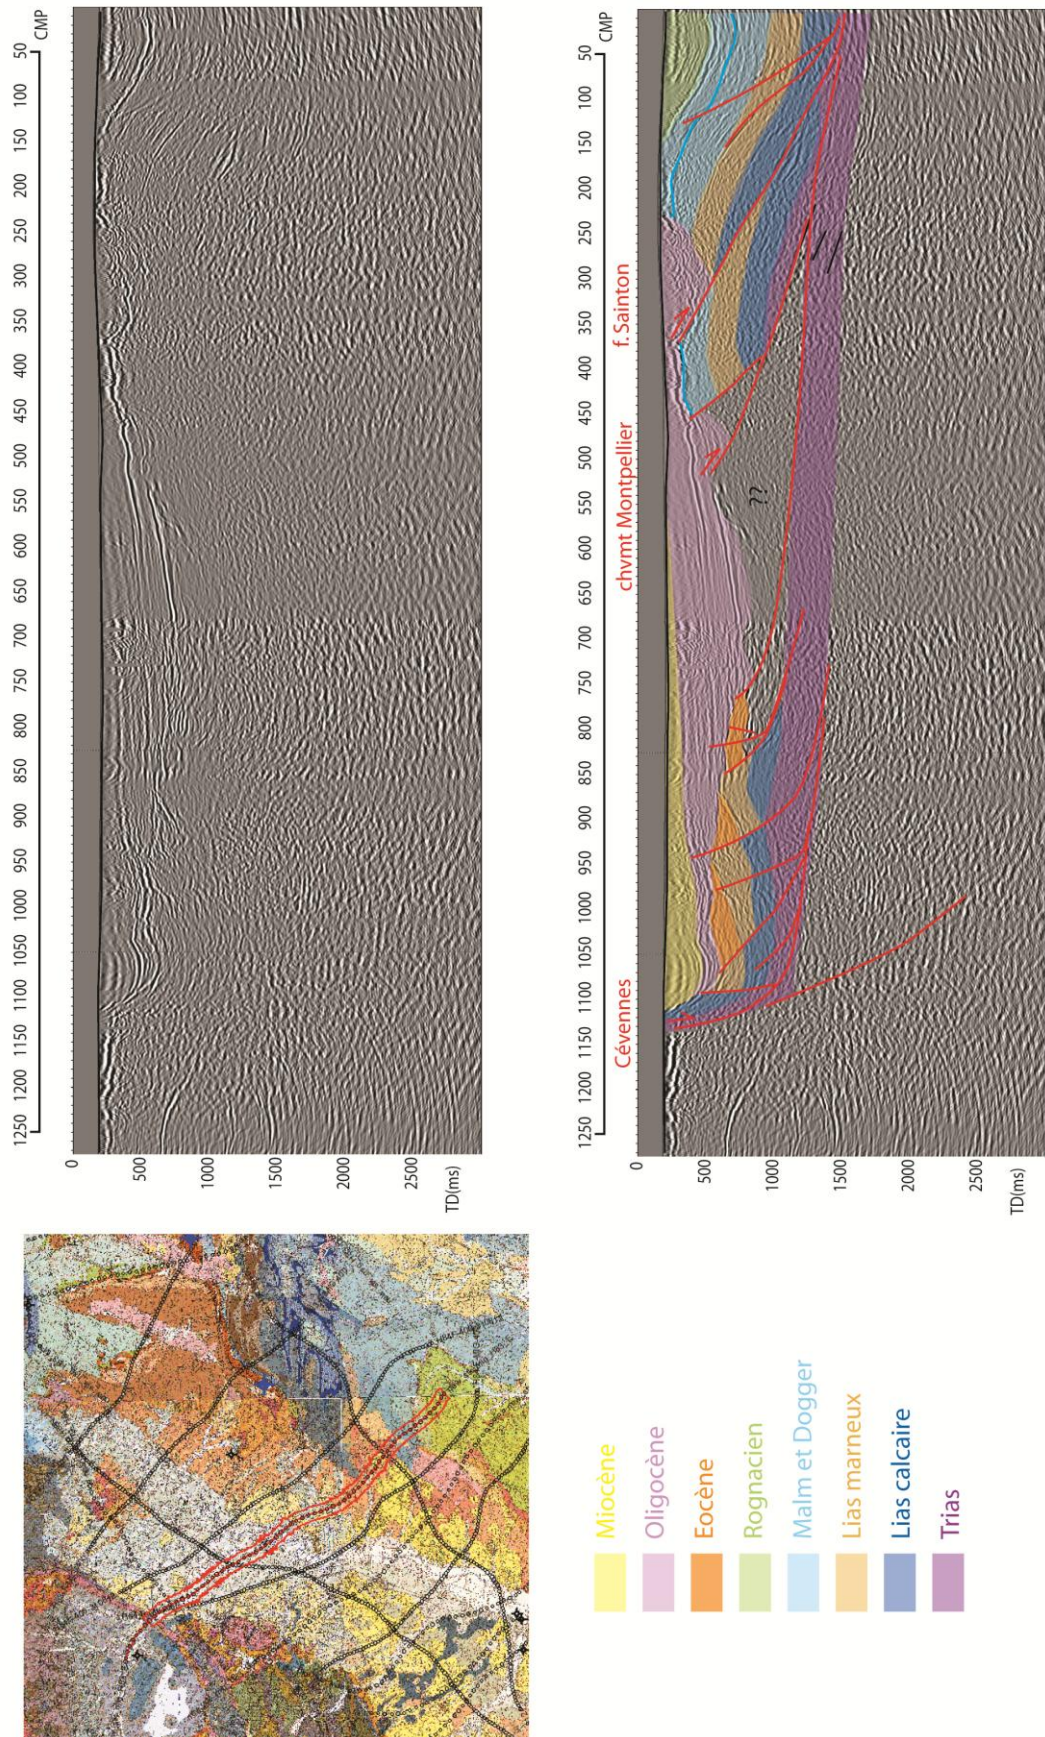 1250 1200 1150 1100 1050 1000 950 900 850 800 750 700 650 600 550 500 450 400 350 300 250 200 150 100 50 CMP
0
500
1000
1500
2000
2500
TD(ms)
1250 1200 1150 1100 1050 1000 950 900 850 800 750 700 650 600 550 500 450 400 350 300 250 200 150 100 50 CMP
Cévennes chvmt Montpellier f. Sainton
0
500
1000
1500
2000
2500
TD(ms)
??
Miocène
Oligocène
Eocène
Rognacien
Malm et Dogger
Lias marneux
Lias calcaire
Trias